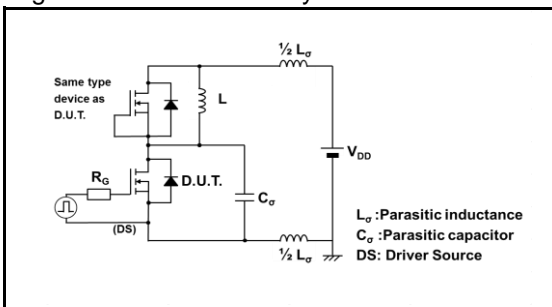 ½ Lσ
Same type
device as
D.U.T.
L
VDD
RG
D.U.T.
Cσ
(DS)
½ Lσ
Lσ :Parasitic inductance
Cσ :Parasitic capacitor
DS: Driver Source